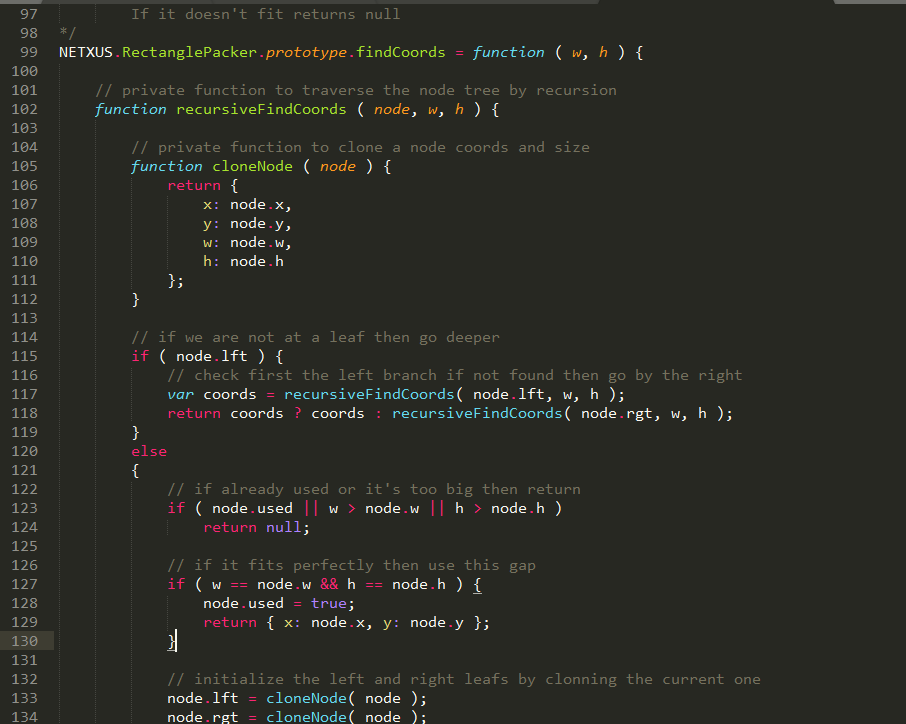 97 If it doesn't fit returns null
98 */
99 NETXUS.RectanglePacker.prototype.findCoords = function ( w, h ) {
100
101 // private function to traverse the node tree by recursion
102 function recursiveFindCoords ( node, w, h ) {
103
104 // private function to clone a node coords and size
105 function cloneNode ( node ) {
106 return {
107 x: node.x,
108 y: node.y,
109 w: node.w,
110 h: node.h
111 };
112 }
113
114 // if we are not at a leaf then go deeper
115 if ( node.lft ) {
116 // check first the left branch if not found then go by the right
117 var coords = recursiveFindCoords( node.lft, w, h );
118 return coords ? coords : recursiveFindCoords( node.rgt, w, h );
119 }
120 else
121 {
122 // if already used or it's too big then return
123 if ( node.used || w > node.w || h > node.h )
124 return null;
125
126 // if it fits perfectly then use this gap
127 if ( w == node.w && h == node.h ) {
128 node.used = true;
129 return { x: node.x, y: node.y };
130 }
131
132 // initialize the left and right leafs by clonning the current one
133 node.lft = cloneNode( node );
134 node.rgt = cloneNode( node );